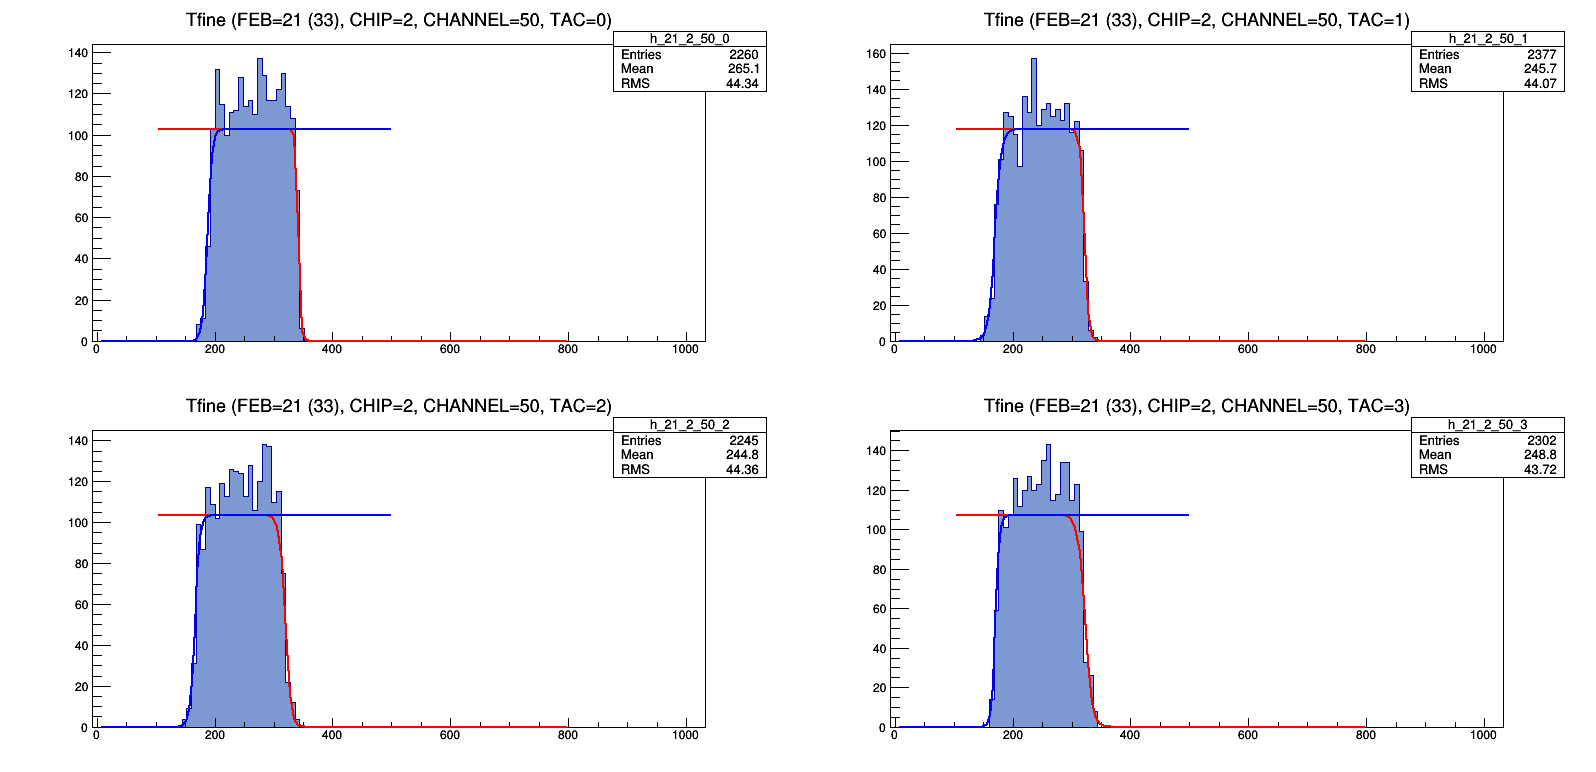 Tfine (FEB=21 (33), CHIP=2, CHANNEL=50, TAC=0)
h_21_2_50_0
Entries 2260
Mean 265.1
RMS 44.34
140
120
100
80
60
40
20
0
0 200 400 600 800 1000
Tfine (FEB=21 (33), CHIP=2, CHANNEL=50, TAC=1)
h_21_2_50_1
Entries 2377
Mean 245.7
RMS 44.07
160
140
120
100
80
60
40
20
0
0 200 400 600 800 1000
Tfine (FEB=21 (33), CHIP=2, CHANNEL=50, TAC=2)
h_21_2_50_2
Entries 2245
Mean 244.8
RMS 44.36
140
120
100
80
60
40
20
0
0 200 400 600 800 1000
Tfine (FEB=21 (33), CHIP=2, CHANNEL=50, TAC=3)
h_21_2_50_3
Entries 2302
Mean 248.8
RMS 43.72
140
120
100
80
60
40
20
0
0 200 400 600 800 1000